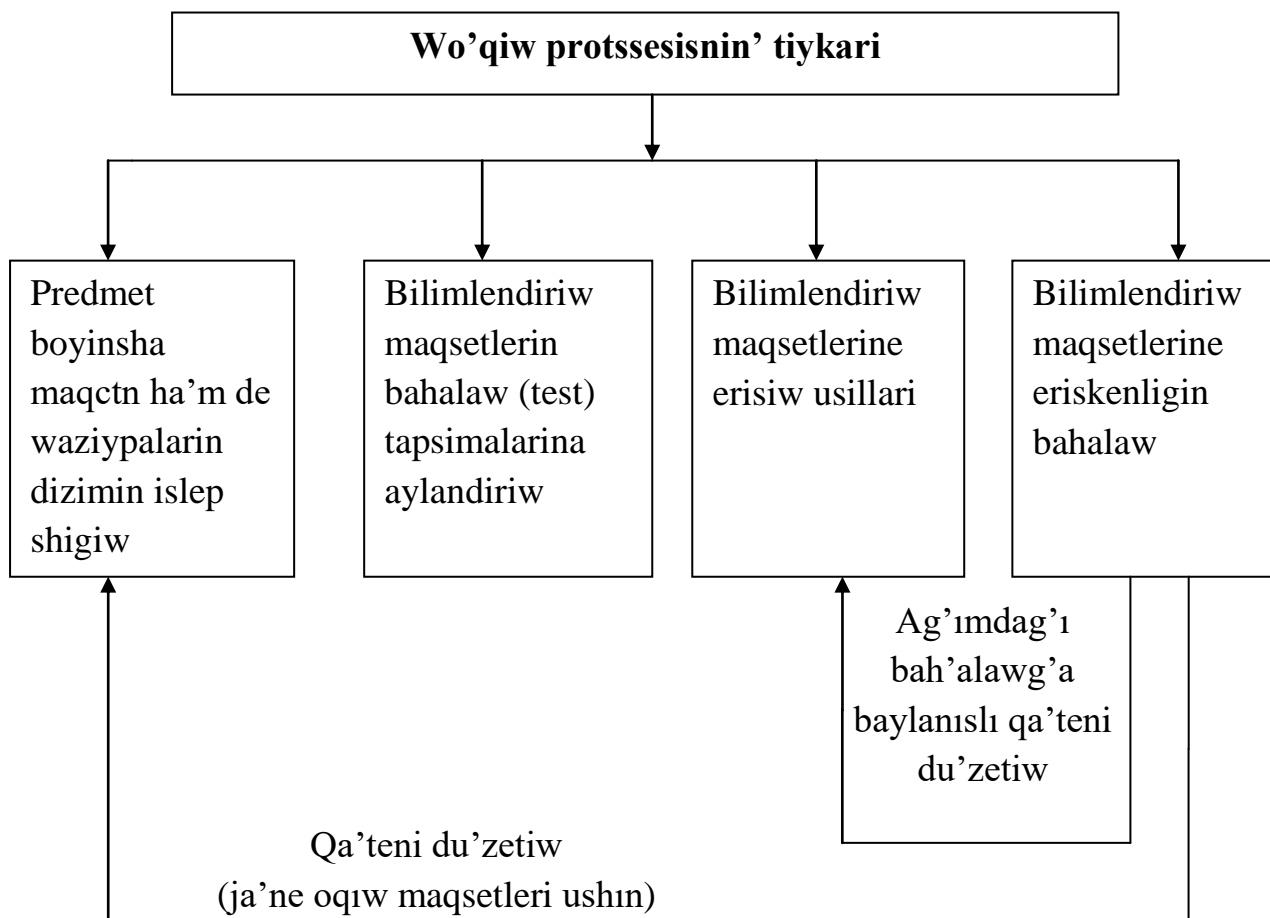 Wo’qiw protssesisnin’ tiykari
Predmet
boyinsha
maqctn ha’m de
waziypalarin
dizimin islep
shigiw
Bilimlendiriw
maqsetlerin
bahalaw (test)
tapsimalarina
aylandiriw
Bilimlendiriw
maqsetlerine
erisiw usillari
Bilimlendiriw
maqsetlerine
eriskenligin
bahalaw
Ag’ımdag’ı
bah’alawg’a
baylanıslı qa’teni
du’zetiw
Qa’teni du’zetiw
(ja’ne oqıw maqsetleri ushın)